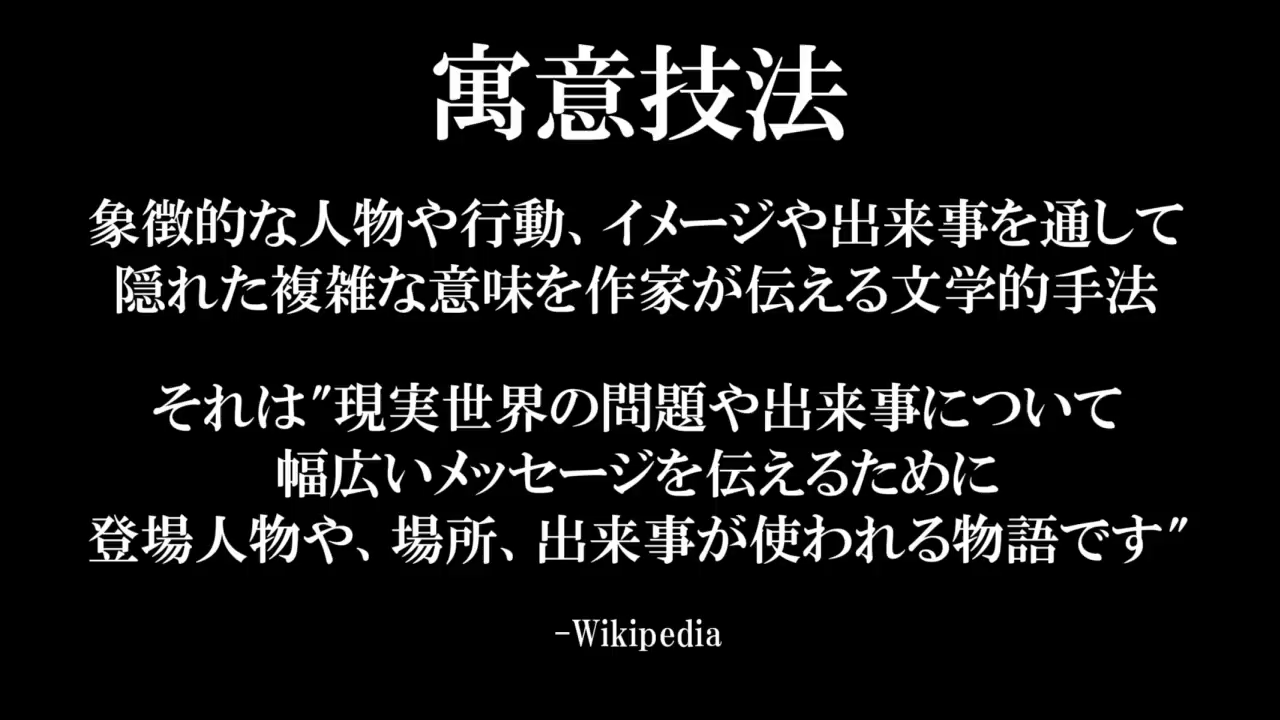 寓意技法
象徴的な人物や行動、イメージや出来事を通して
隠れた複雑な意味を作家が伝える文学的手法
それは"現実世界の問題や出来事について
幅広いメッセージを伝えるために
登場人物や、場所、出来事が使われる物語です"
-Wikipedia